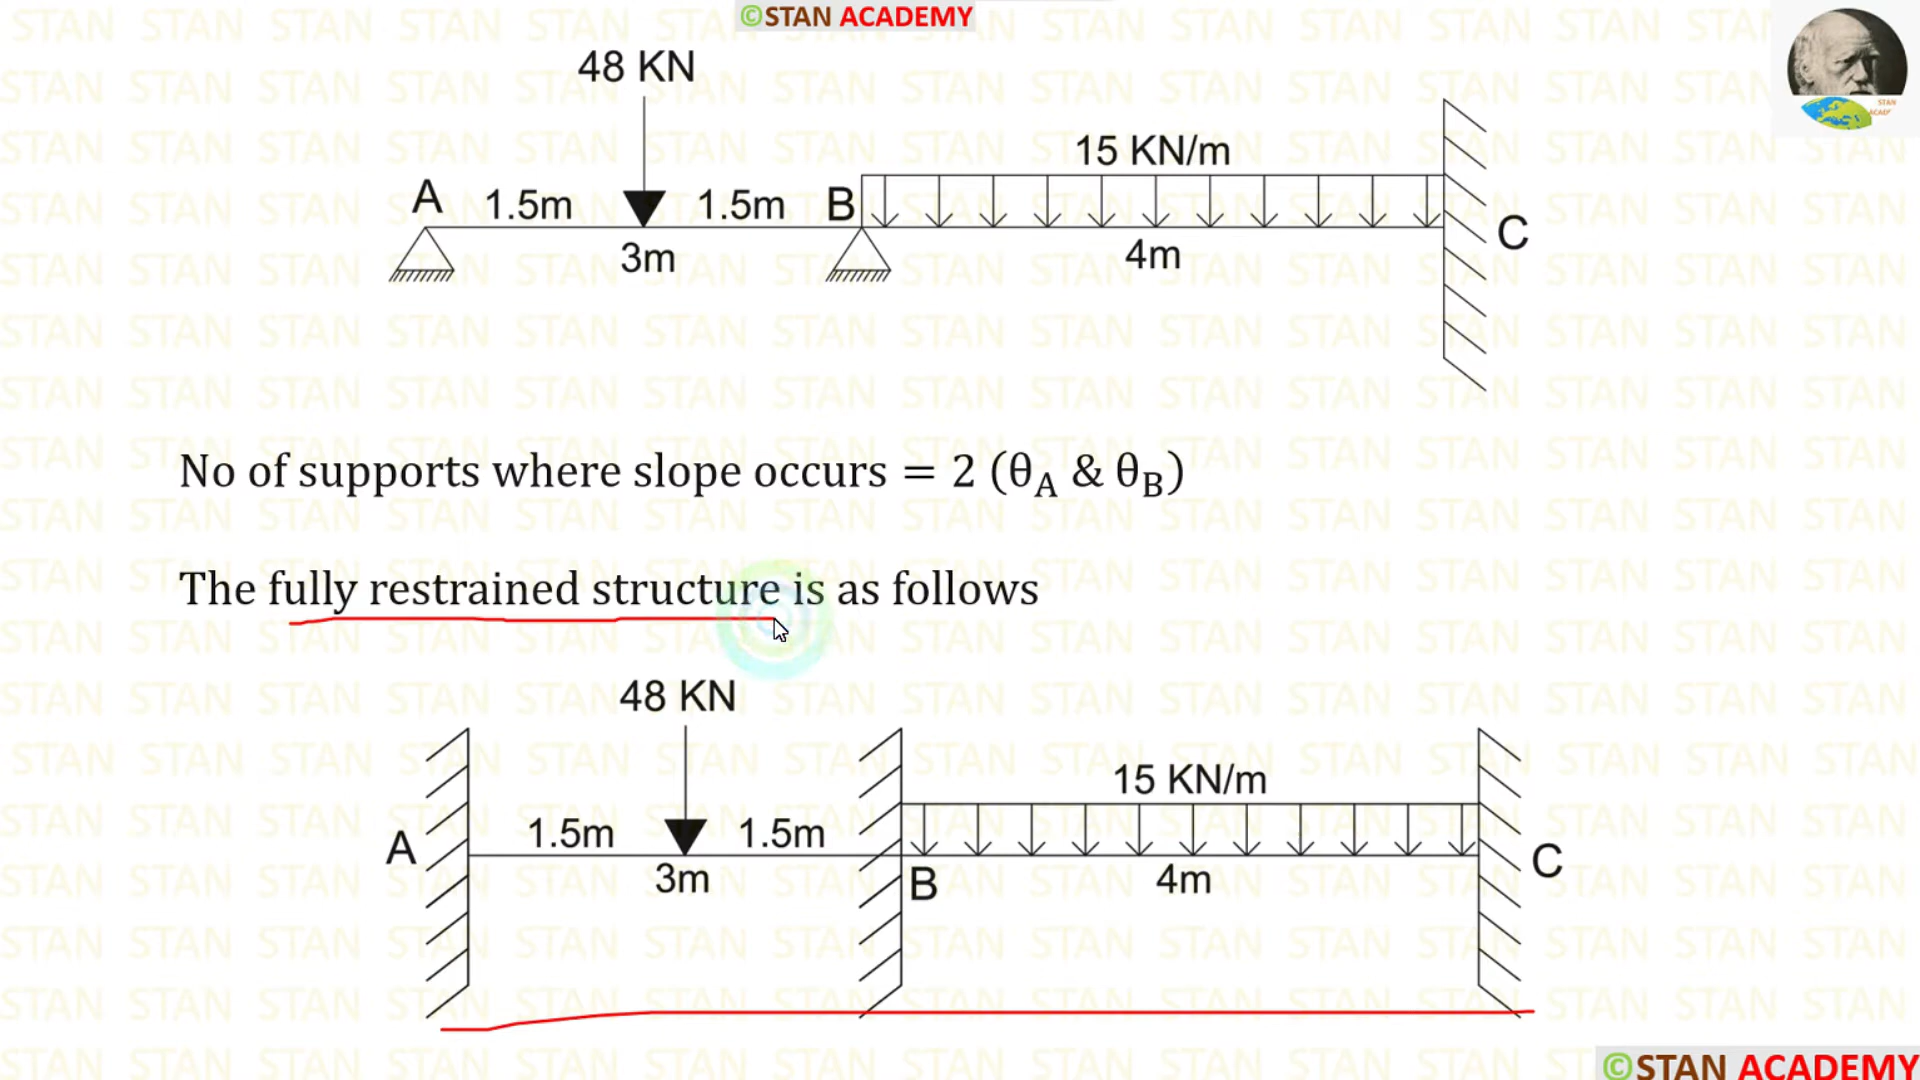 ©STAN ACADEMY
48 KN
15 KN/m
A 1.5m 1.5m B
3m 4m C
No of supports where slope occurs = 2 (θA & θB)
The fully restrained structure is as follows
48 KN
15 KN/m
A 1.5m 1.5m C
3m B 4m
©STAN ACADEMY